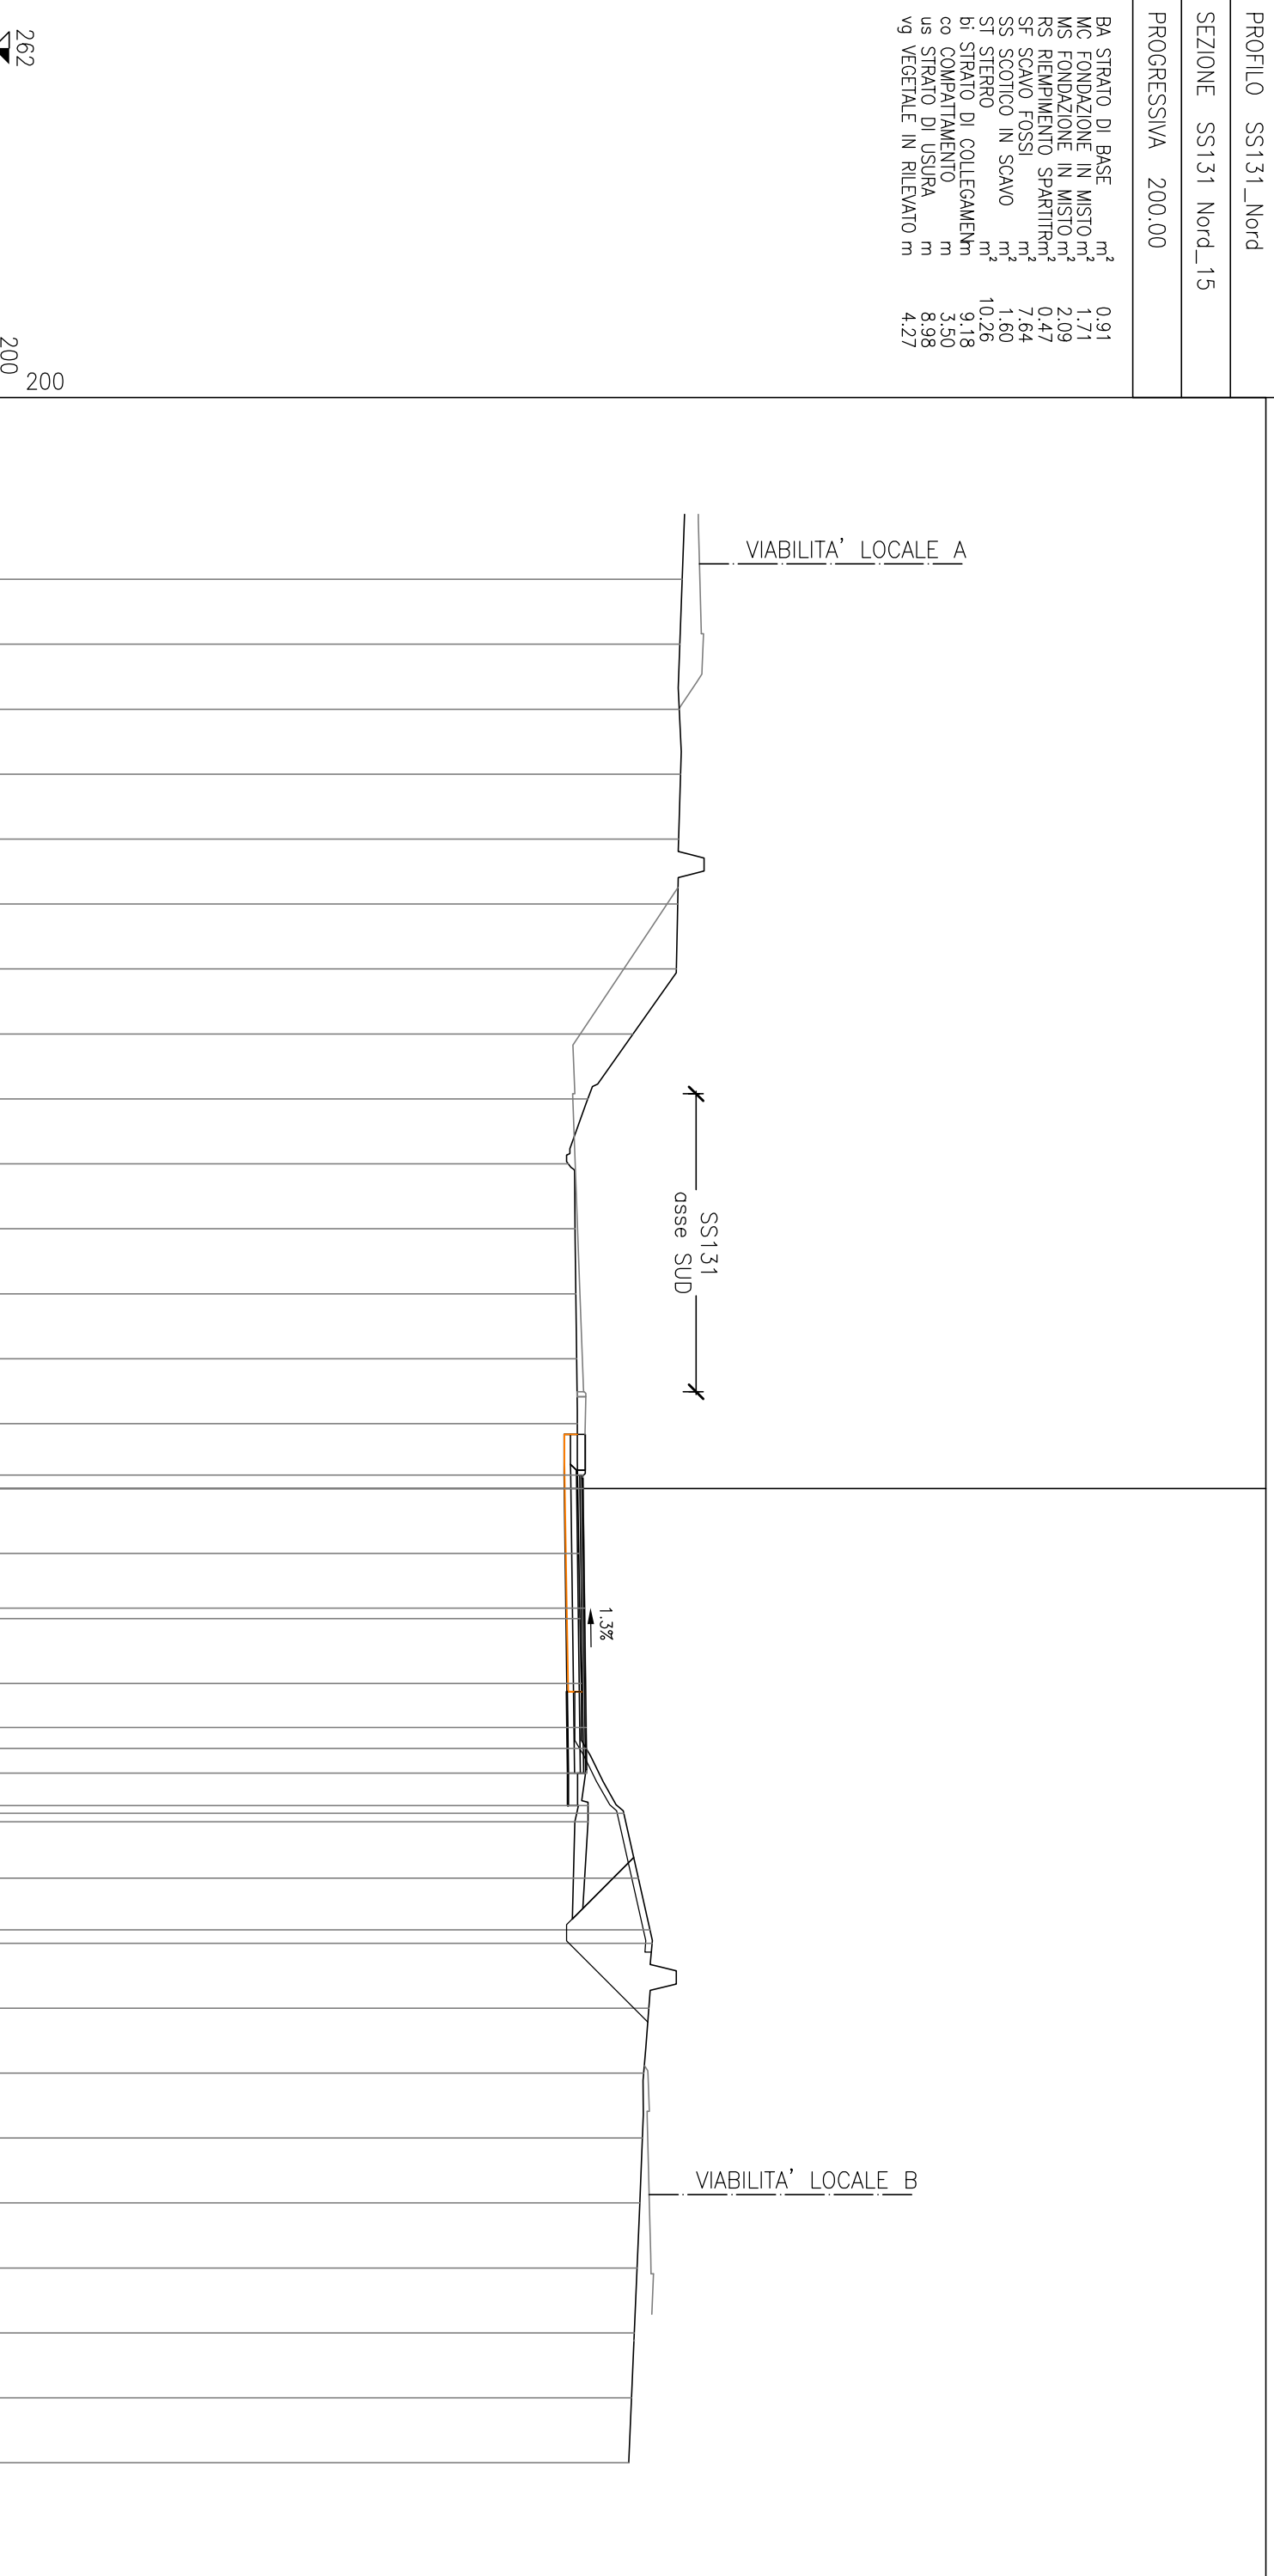 PROFILO SS131_Nord
SEZIONE SS131 Nord_15
PROGRESSIVA 200.00
BA STRATO DI BASE m² 0.91
MC FONDAZIONE IN MISTO m² 1.71
MS FONDAZIONE IN MISTO m² 2.09
RS RIEMPIMENTO SPARTITR m² 0.47
SF SCAVO FOSSI m² 7.64
SS SCOTICO IN SCAVO m² 1.60
ST STERRO m² 10.26
bi STRATO DI COLLEGAMEN m 9.18
co COMPATTAMENTO m 3.50
us STRATO DI USURA m 8.98
vg VEGETALE IN RILEVATO m 4.27
VIABILITA' LOCALE A
SS131
asse SUD
1.3%
VIABILITA' LOCALE B
262
200
200